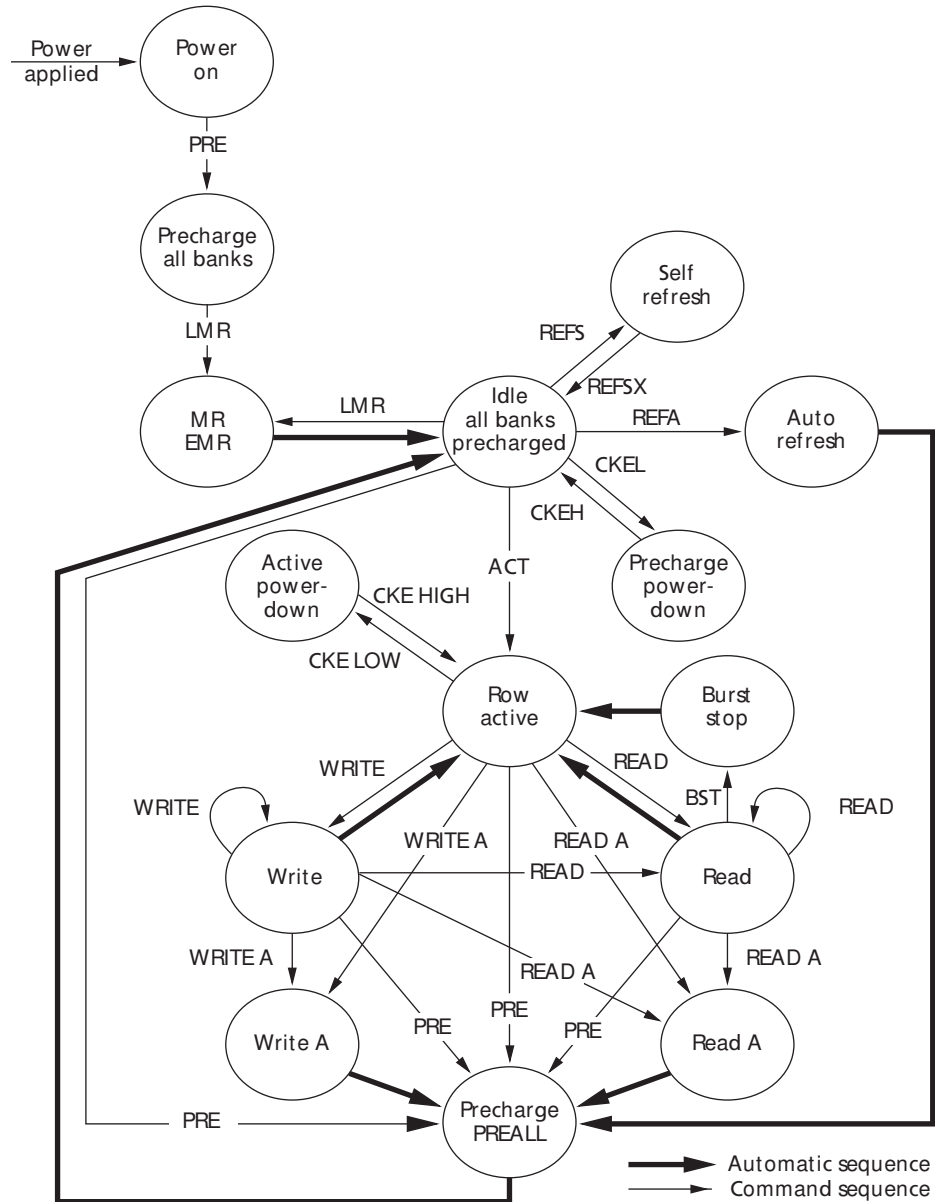 Power
applied
Power
on
PRE
Precharge
all banks
LMR
Self
refresh
REFS
REFSX
MR
EMR
LMR
Idle
all banks
precharged
REFA
Auto
refresh
CKEL
CKEH
Active
power-
down
CKE HIGH
CKE LOW
ACT
Precharge
power-
down
Row
active
Burst
stop
WRITE
READ
BST
WRITE
READ
WRITE A
READ A
Write
READ
Read
WRITE A
READ A
READ A
PRE
PRE
PRE
Write A
Read A
PRE
Precharge
PREALL
Automatic sequence
Command sequence